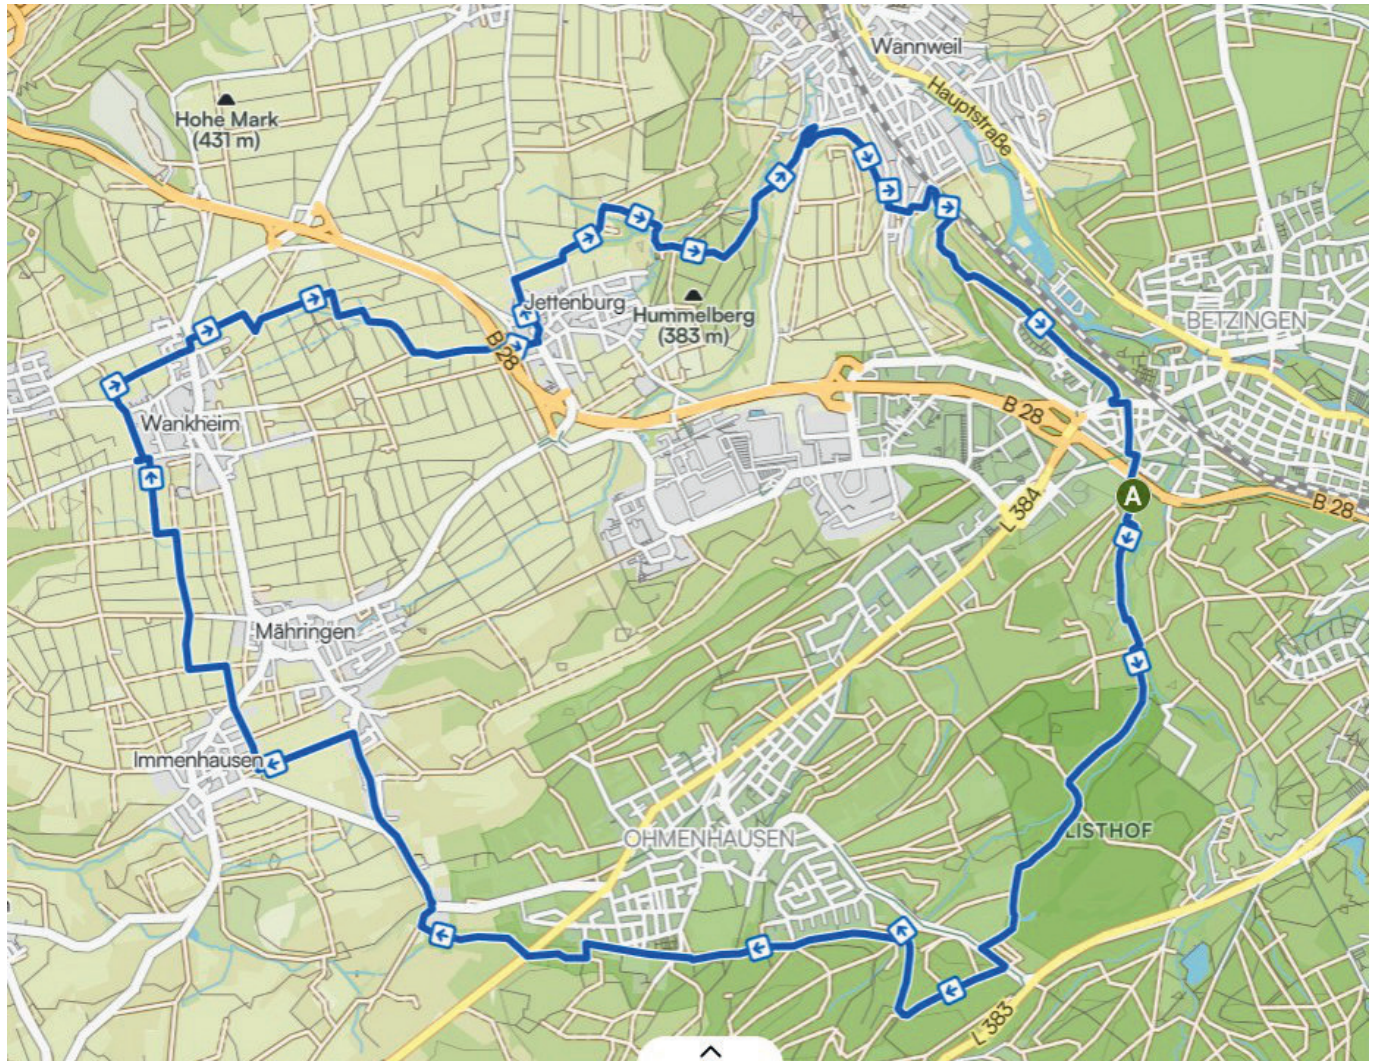 Wannweil
Hauptstraße
Hohe Mark
(431 m)
Jettenburg
Hummelberg
(383 m)
BETZINGEN
B 28
Wankheim
B 28
A
B 28
L 384
Mähringen
Immenhausen
OHMENHAUSEN
LISTHOF
L 383